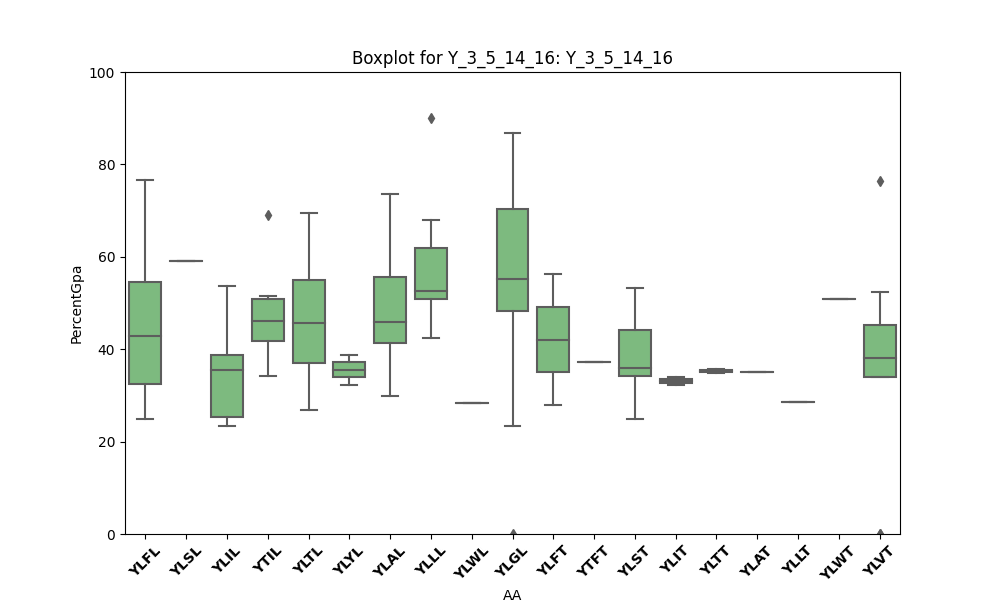 Boxplot for Y_3_5_14_16: Y_3_5_14_16
100
80
60
40
20
0
PercentGpa
YLFL YLSL YLIL YTIL YLTL YLYL YLAL YLLL YLWL YLGL YLFT YTFT YLST YLIT YLTT YLAT YLLT YLWT YLVT
AA